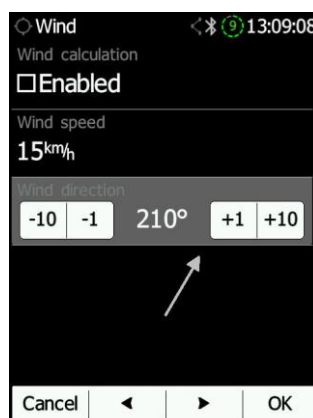 Wind 9 13:09:08
Wind calculation
Enabled
Wind speed
15km/h
Wind direction
-10 -1 210° +1 +10
Cancel OK